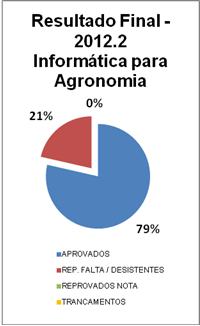 Resultado Final -
2012.2
Informática para
Agronomia
0%
21%
79%
APROVADOS
REP. FALTA / DESISTENTES
REPROVADOS NOTA
TRANCAMENTOS